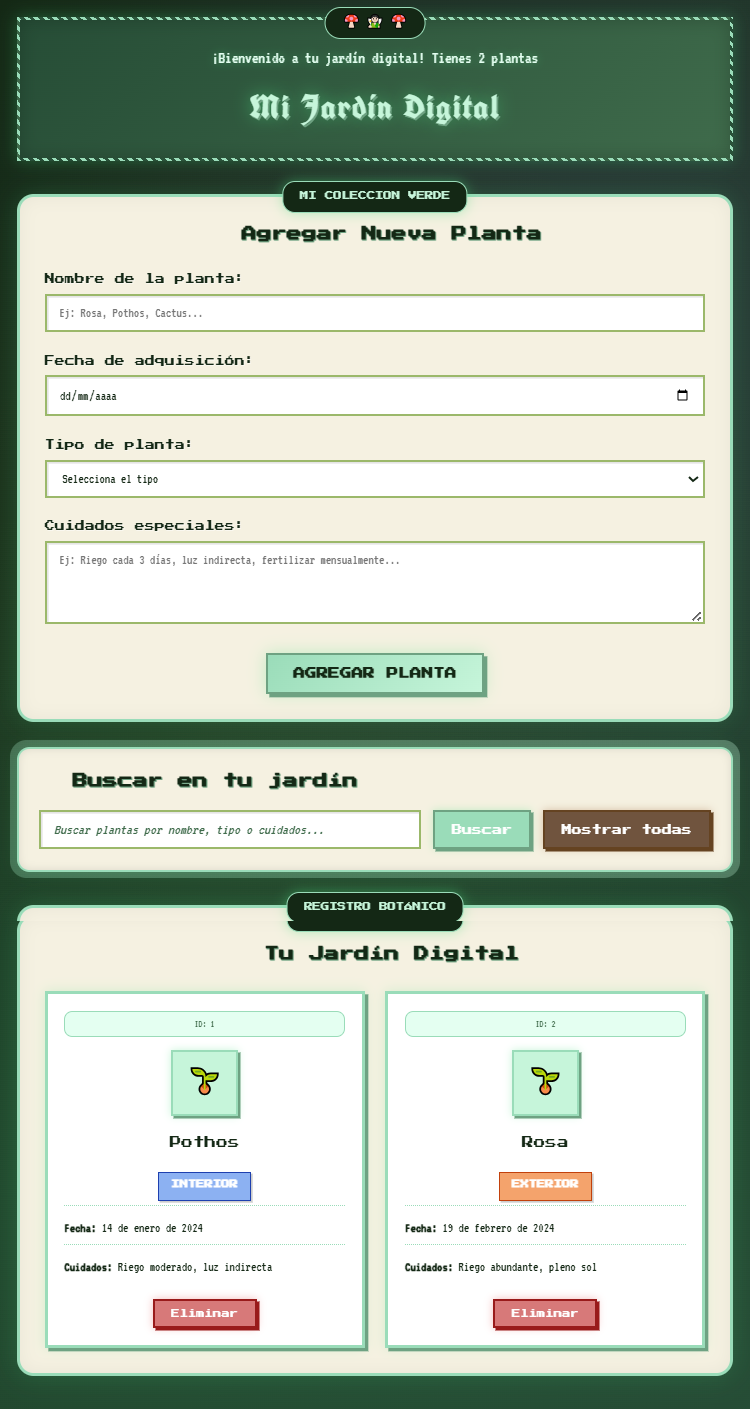 ¡Bienvenido a tu jardín digital! Tienes 2 plantas
Mi Jardín Digital
MI COLECCION VERDE
Agregar Nueva Planta
Nombre de la planta:
Ej: Rosa, Pothos, Cactus...
Fecha de adquisición:
dd/mm/aaaa
Tipo de planta:
Selecciona el tipo
Cuidados especiales:
Ej: Riego cada 3 días, luz indirecta, fertilizar mensualmente...
AGREGAR PLANTA
Buscar en tu jardín
Buscar plantas por nombre, tipo o cuidados...
Buscar
Mostrar todas
REGISTRO BOTÁNICO
Tu Jardín Digital
ID: 1
Pothos
INTERIOR
Fecha: 14 de enero de 2024
Cuidados: Riego moderado, luz indirecta
Eliminar
ID: 2
Rosa
EXTERIOR
Fecha: 19 de febrero de 2024
Cuidados: Riego abundante, pleno sol
Eliminar